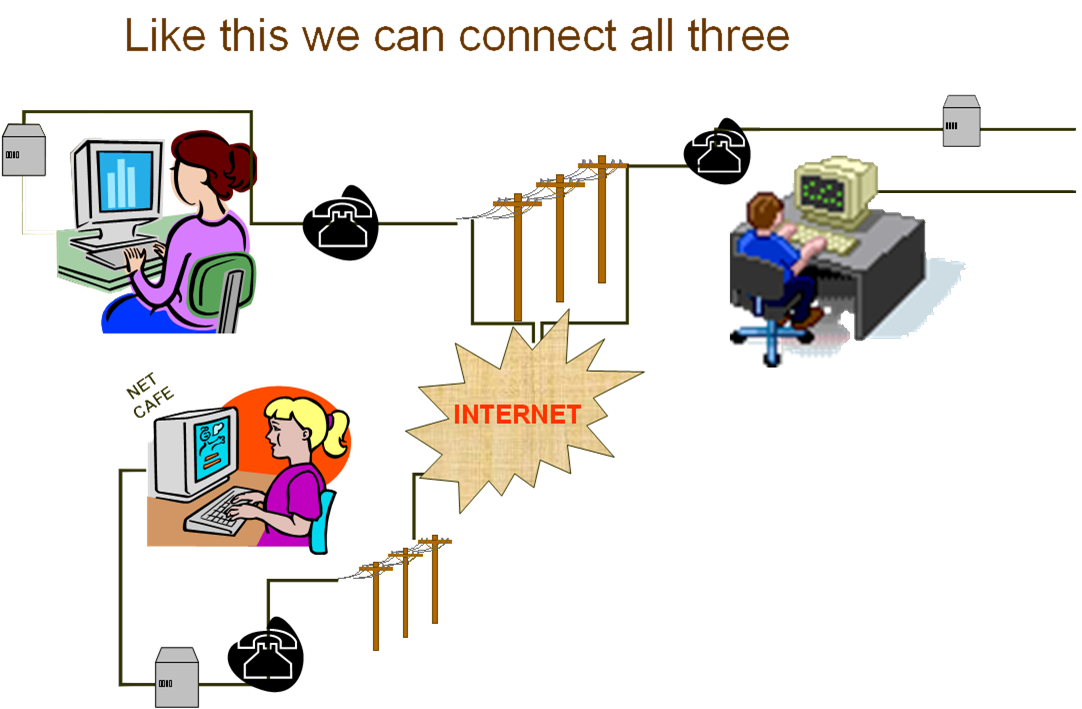 Like this we can connect all three
NET
CAFE
INTERNET